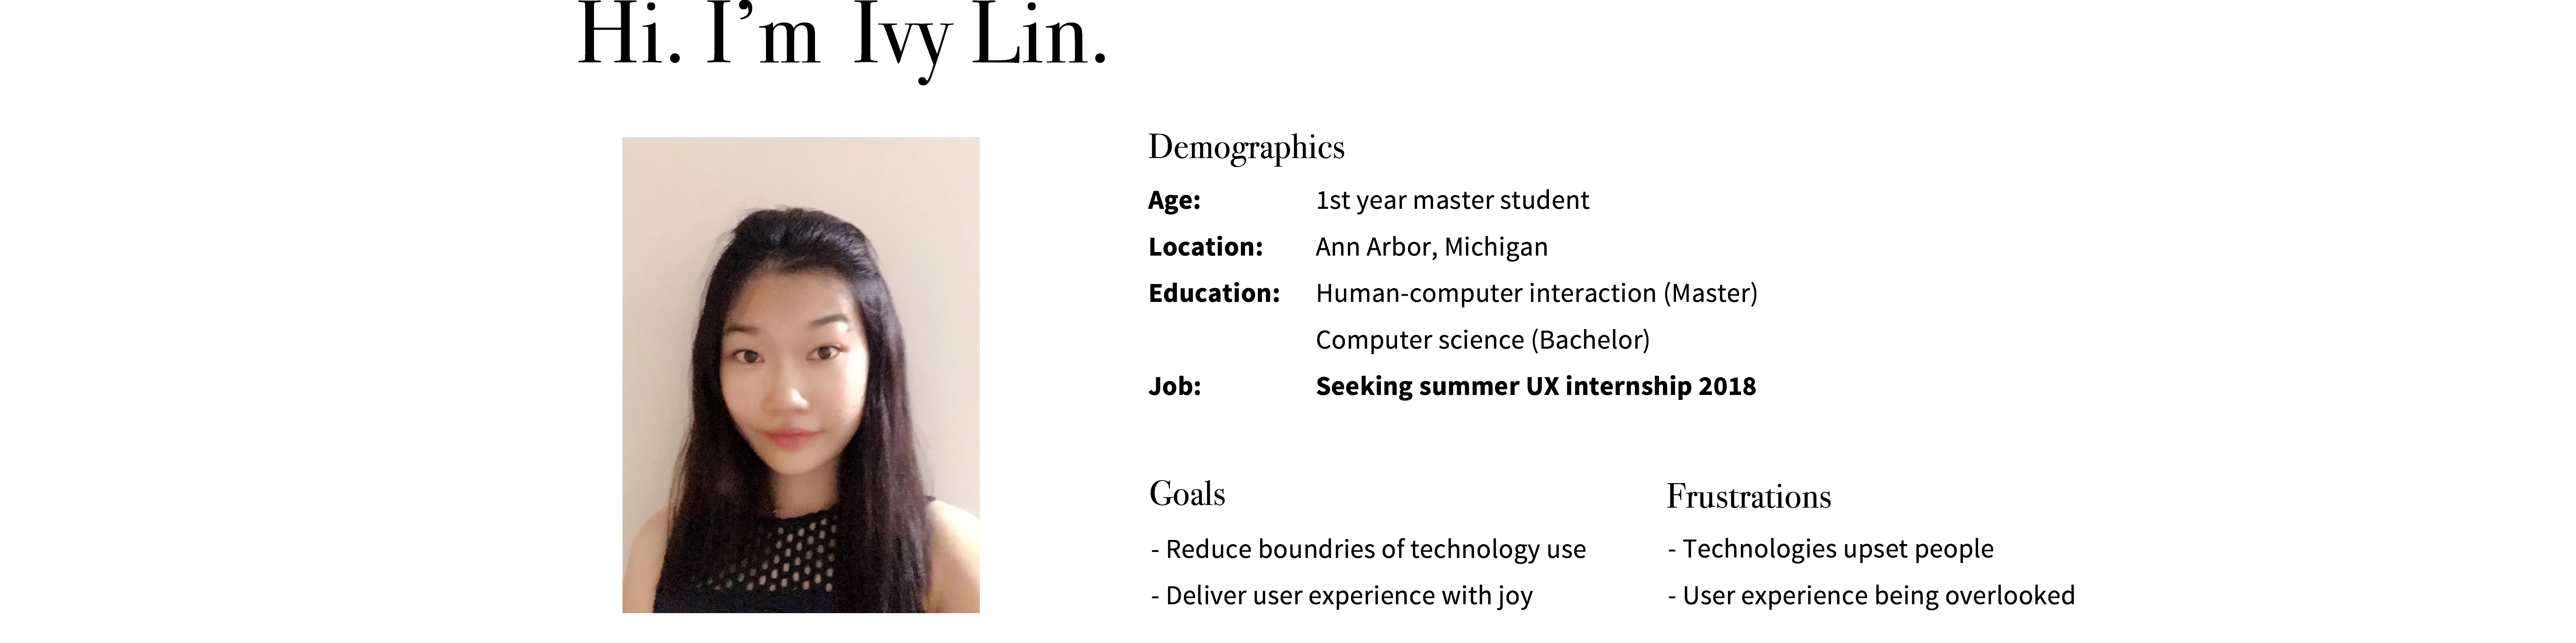 Hi. I’m Ivy Lin.
Demographics
Age: 1st year master student
Location: Ann Arbor, Michigan
Education: Human-computer interaction (Master)
Computer science (Bachelor)
Job: Seeking summer UX internship 2018
Goals
- Reduce boundries of technology use
- Deliver user experience with joy
Frustrations
- Technologies upset people
- User experience being overlooked